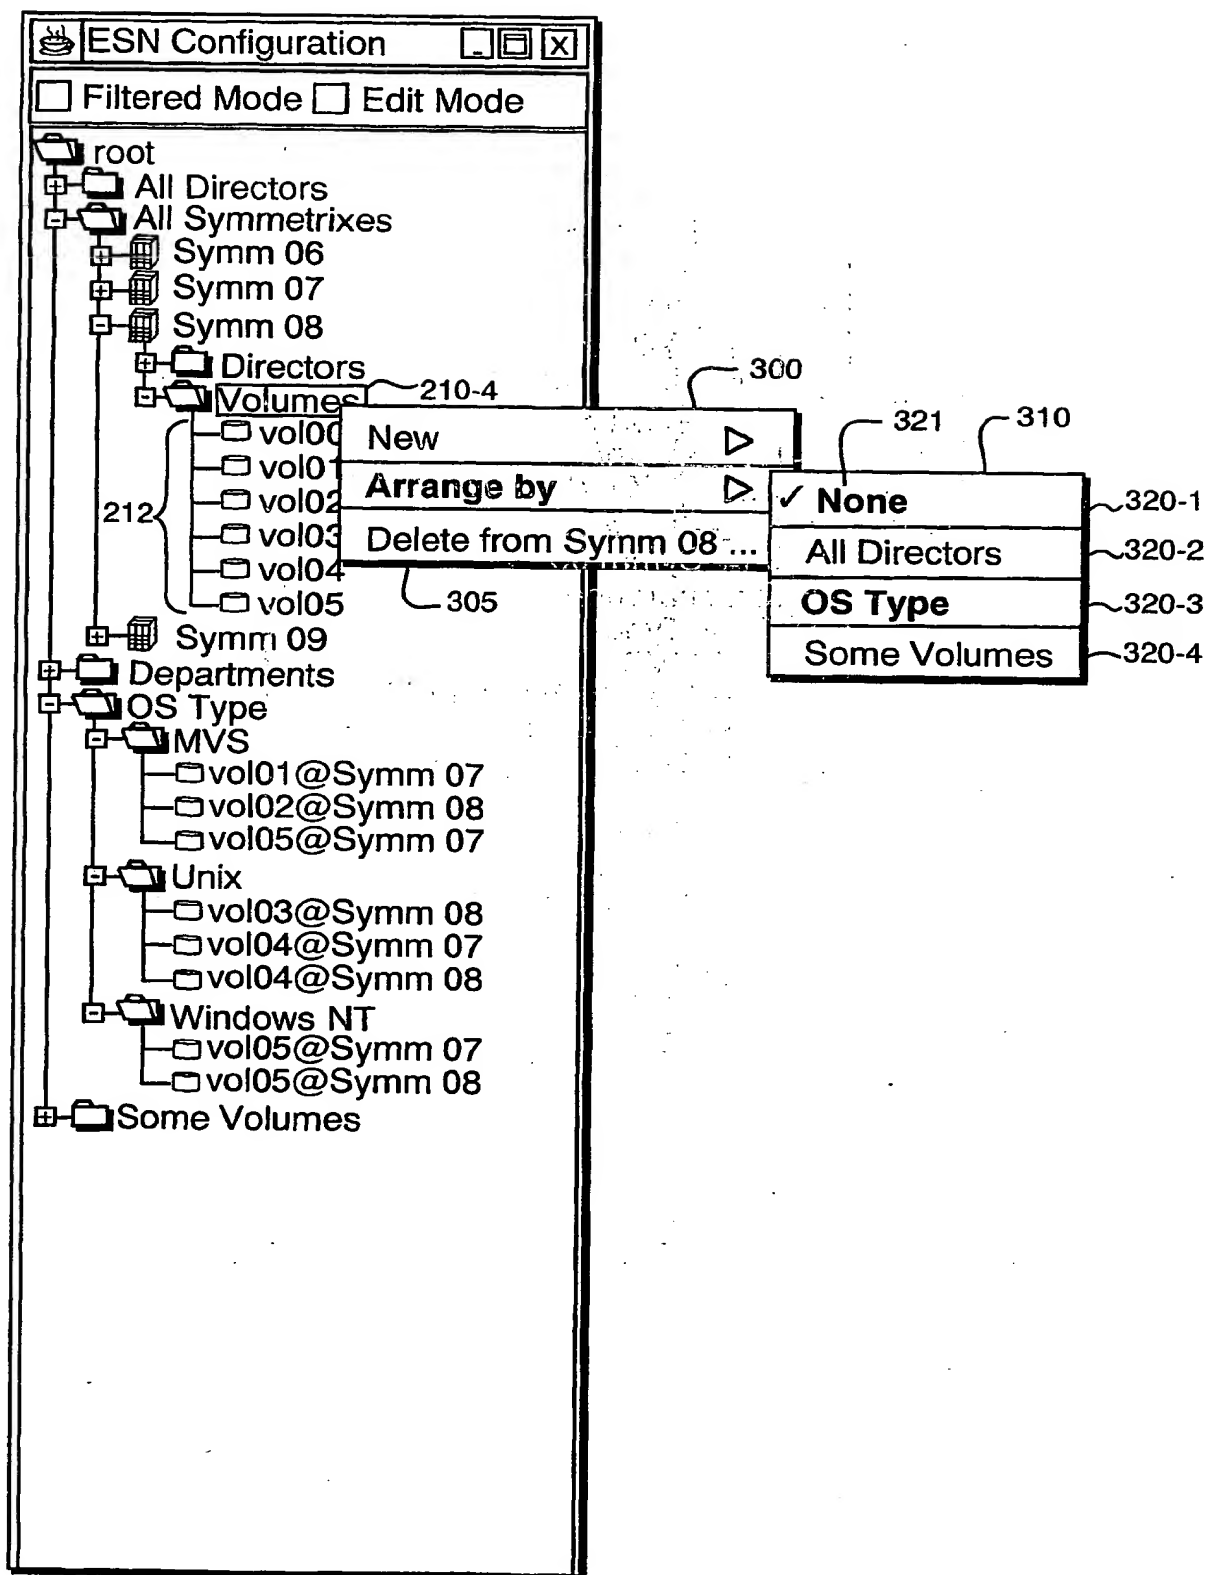 ESN Configuration
Filtered Mode Edit Mode
root
All Directors
All Symmetrixes
Symm 06
Symm 07
Symm 08
Directors
Volumes 210-4
300
vol00
New
321
310
vol01
Arrange by
✓ None 320-1
vol02
212
Delete from Symm 08 ...
All Directors 320-2
vol03
vol04
OS Type 320-3
vol05
305
Symm 09
Some Volumes 320-4
Departments
OS Type
MVS
vol01@Symm 07
vol02@Symm 08
vol05@Symm 07
Unix
vol03@Symm 08
vol04@Symm 07
vol04@Symm 08
Windows NT
vol05@Symm 07
vol05@Symm 08
Some Volumes